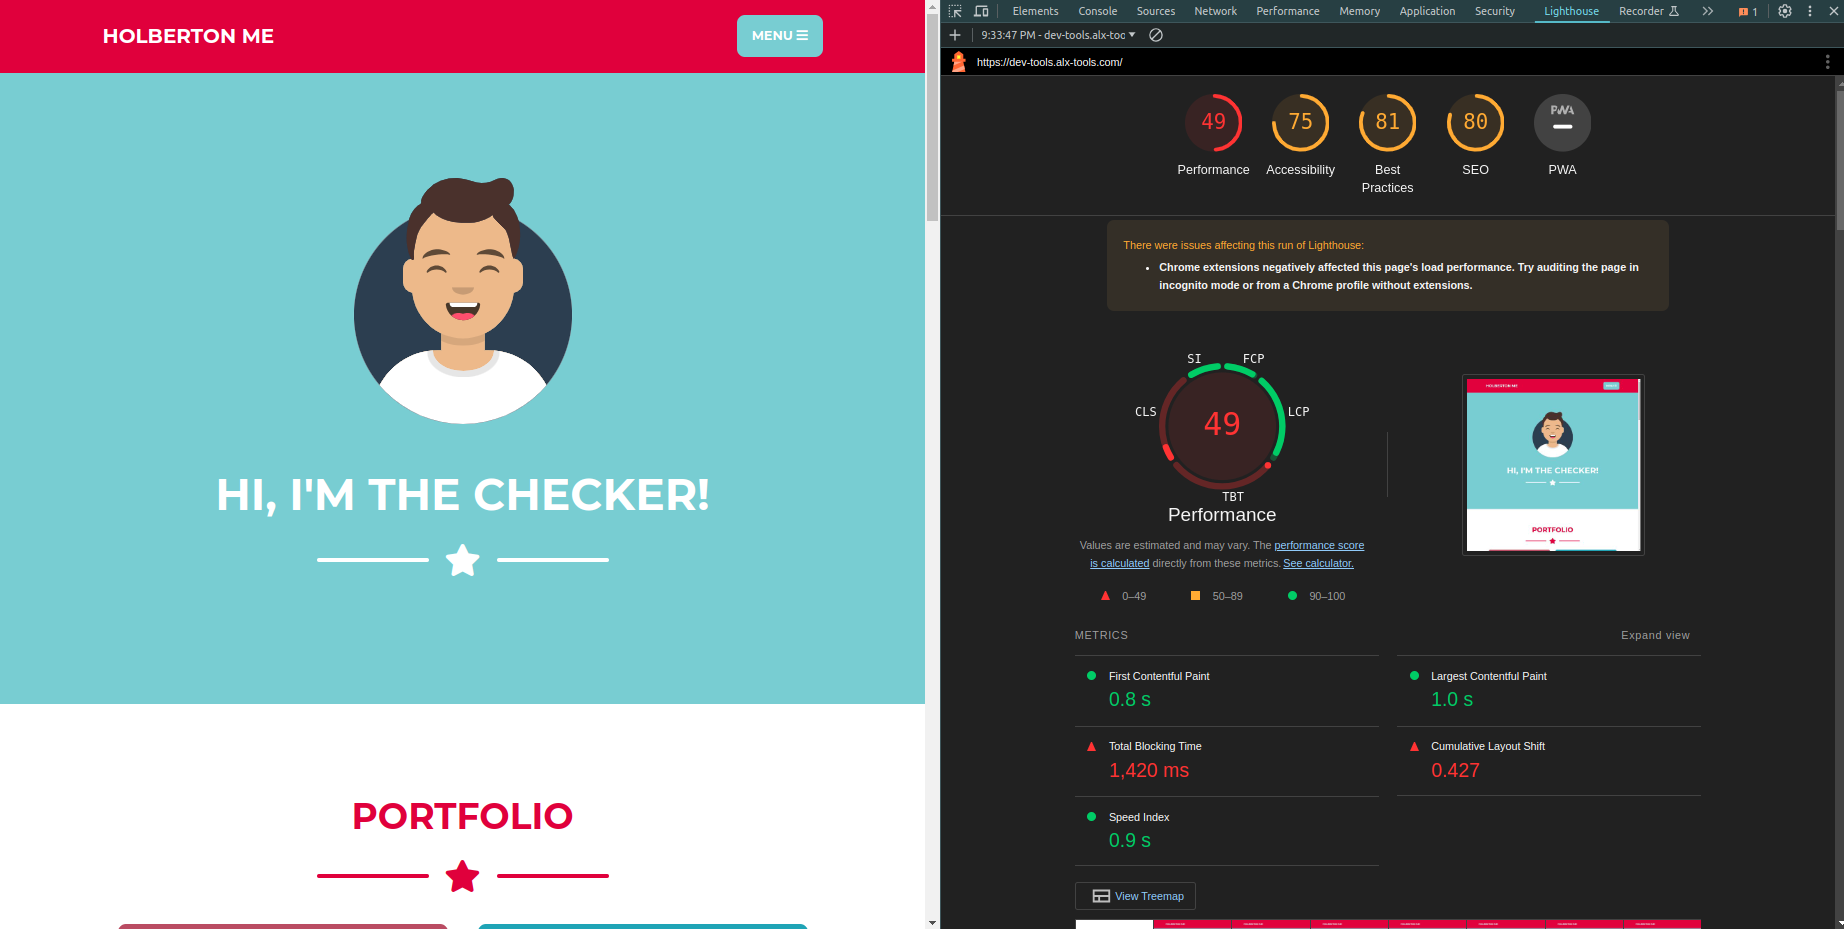 HOLBERTON ME
MENU
HI, I'M THE CHECKER!
PORTFOLIO
Elements Console Sources Network Performance Memory Application Security Lighthouse Recorder 1
9:33:47 PM - dev-tools.alx-toc
https://dev-tools.alx-tools.com/
49 75 81 80 PWA
Performance Accessibility Best Practices SEO PWA
There were issues affecting this run of Lighthouse:
Chrome extensions negatively affected this page's load performance. Try auditing the page in
incognito mode or from a Chrome profile without extensions.
SI FCP
CLS LCP
49
TBT
Performance
Values are estimated and may vary. The performance score
is calculated directly from these metrics. See calculator.
0–49 50–89 90–100
HOLBERTON ME
HI, I'M THE CHECKER!
PORTFOLIO
METRICS Expand view
First Contentful Paint
0.8 s
Largest Contentful Paint
1.0 s
Total Blocking Time
1,420 ms
Cumulative Layout Shift
0.427
Speed Index
0.9 s
View Treemap